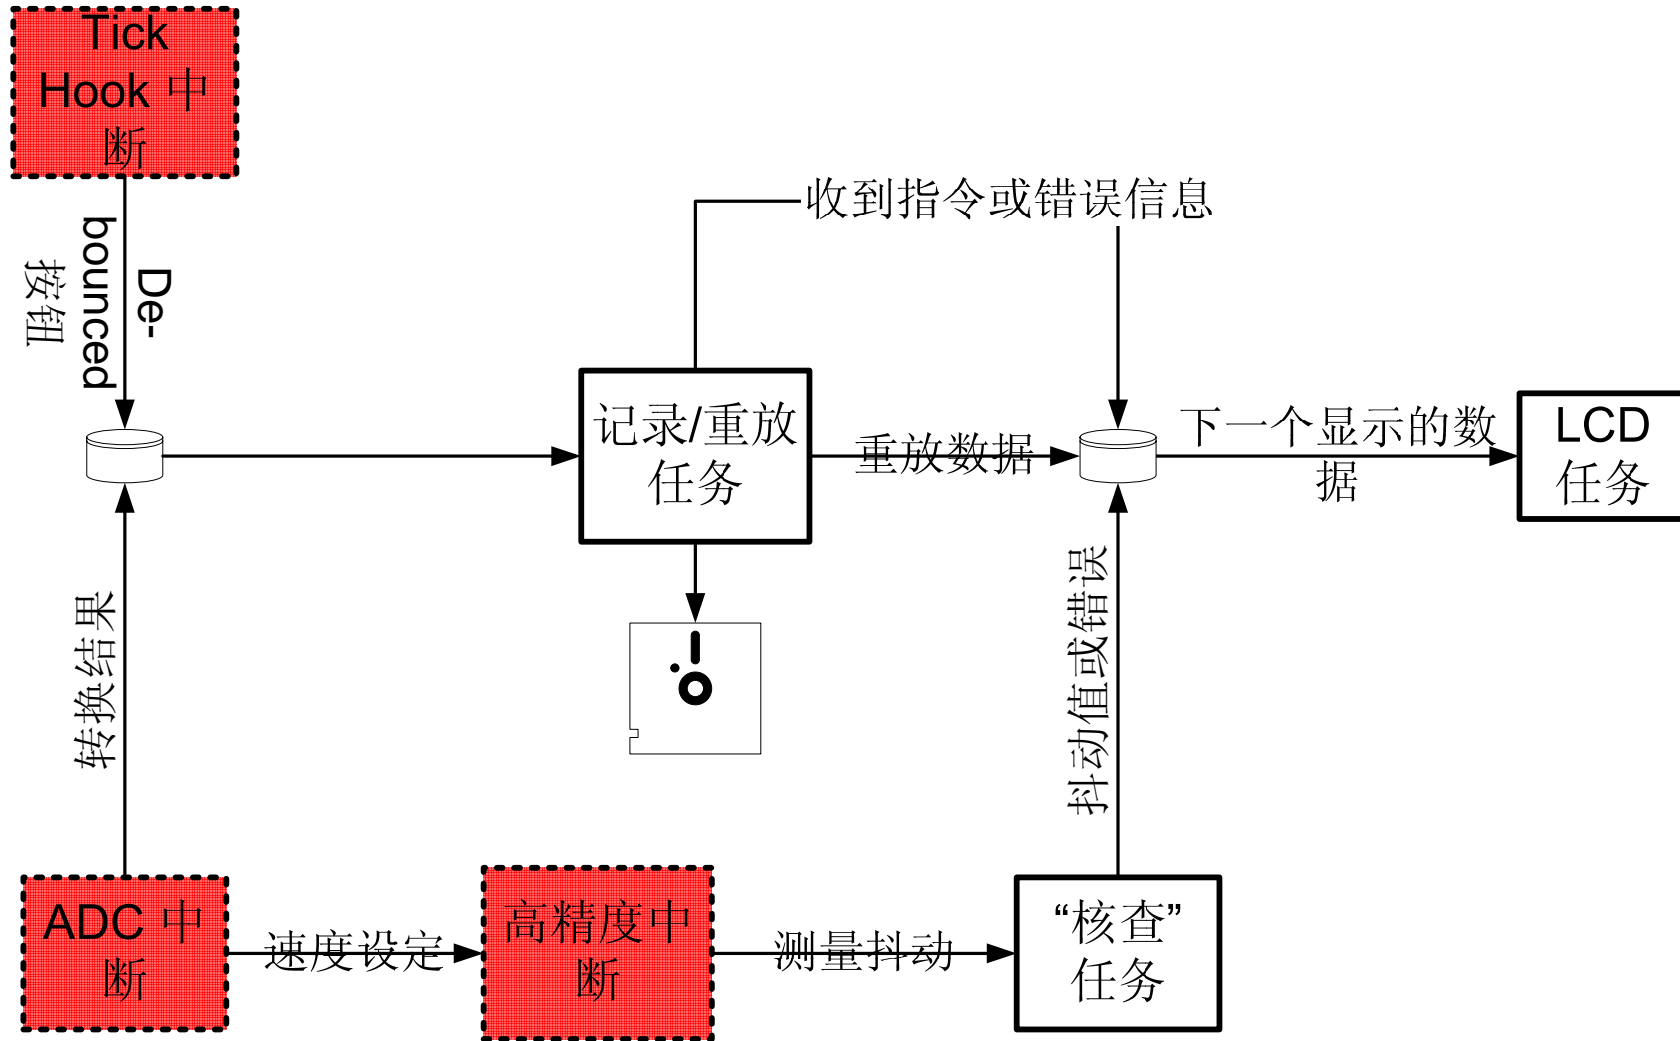 Tick
Hook 中
断
收到指令或错误信息
De-
bounced
按钮
记录/重放
任务
重放数据
下一个显示的数
据
LCD
任务
转换结果
抖动值或错误
ADC 中
断
速度设定
高精度中
断
测量抖动
“核查”
任务